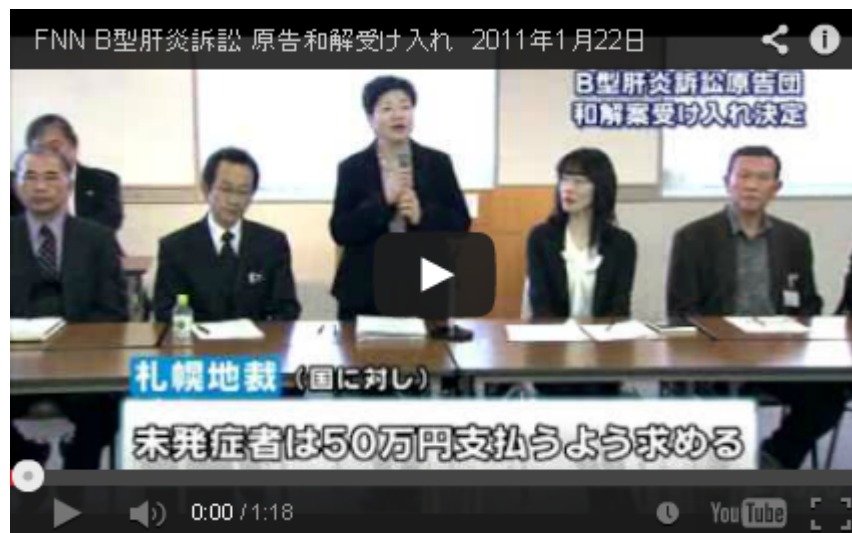 FNN B型肝炎訴訟 原告和解受け入れ 2011年1月22日
B型肝炎訴訟原告団
和解案受け入れ決定
札幌地裁（国に対し）
未発症者は50万円支払うよう求める
0:00 / 1:18
YouTube